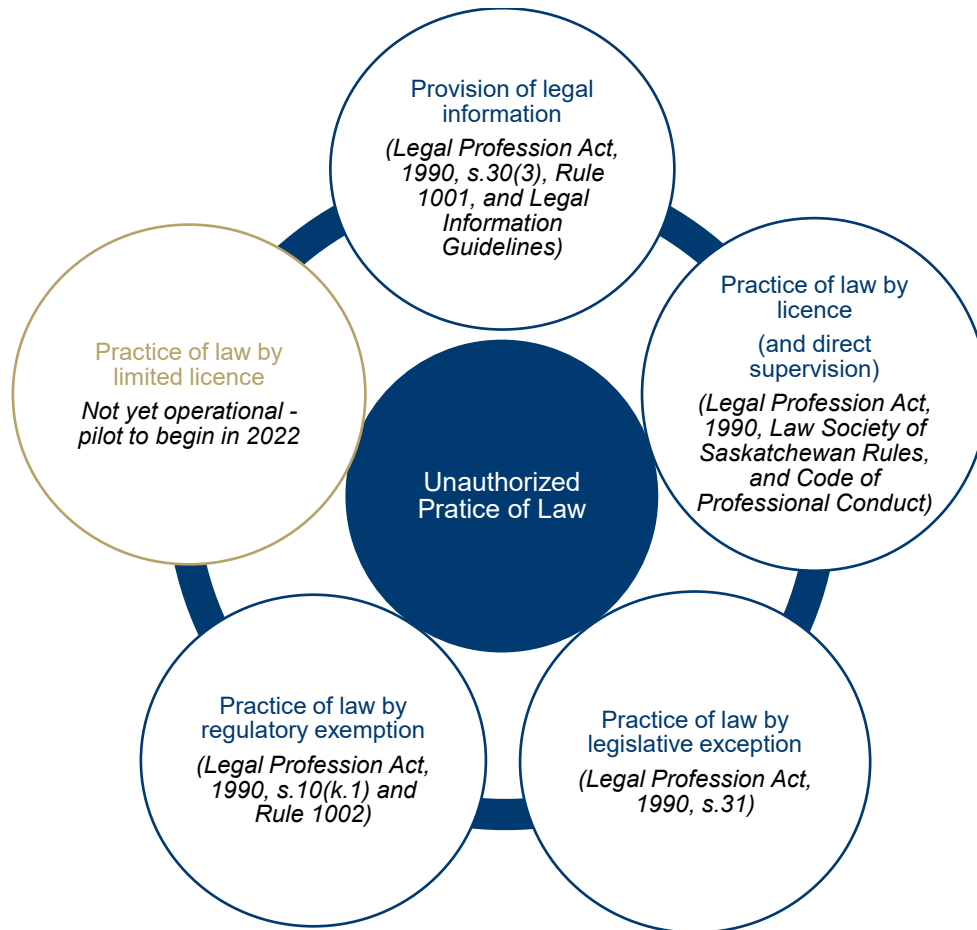 Provision of legal
information
(Legal Profession Act,
1990, s.30(3), Rule
1001, and Legal
Information
Guidelines)
Practice of law by
licence
(and direct
supervision)
(Legal Profession Act,
1990, Law Society of
Saskatchewan Rules,
and Code of
Professional Conduct)
Practice of law by
limited licence
Not yet operational -
pilot to begin in 2022
Unauthorized
Pratice of Law
Practice of law by
regulatory exemption
(Legal Profession Act,
1990, s.10(k.1) and
Rule 1002)
Practice of law by
legislative exception
(Legal Profession Act,
1990, s.31)